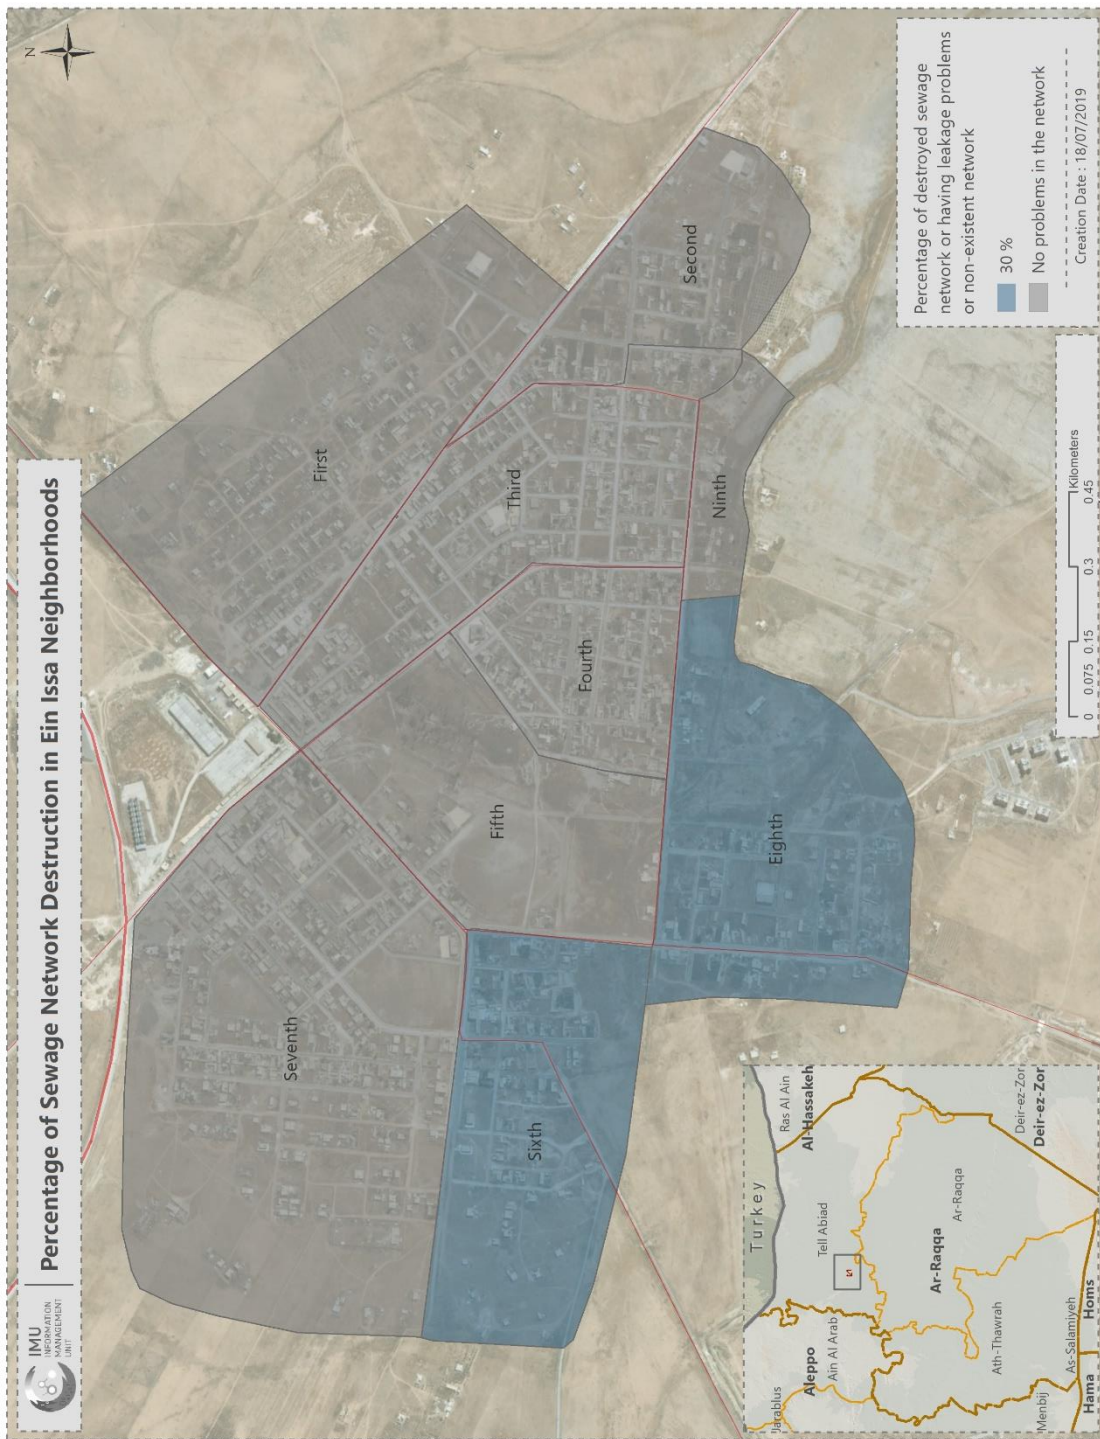 IMU
INFORMATION
MANAGEMENT
UNIT
Percentage of Sewage Network Destruction in Ein Issa Neighborhoods
N
First
Second
Third
Fourth
Fifth
Sixth
Seventh
Eighth
Ninth
Turkey
Jarablus
Aleppo
Ain Al Arab
Tell Abiad
Ras Al Ain
Al-Hassakeh
Menbij
Ath-Thawrah
Ar-Raqqa
Ar-Raqqa
Deir-ez-Zor
Deir-ez-Zor
As-Salamiyeh
Hama
Homs
Kilometers
0 0.075 0.15 0.3 0.45
Percentage of destroyed sewage
network or having leakage problems
or non-existent network
30 %
No problems in the network
Creation Date : 18/07/2019